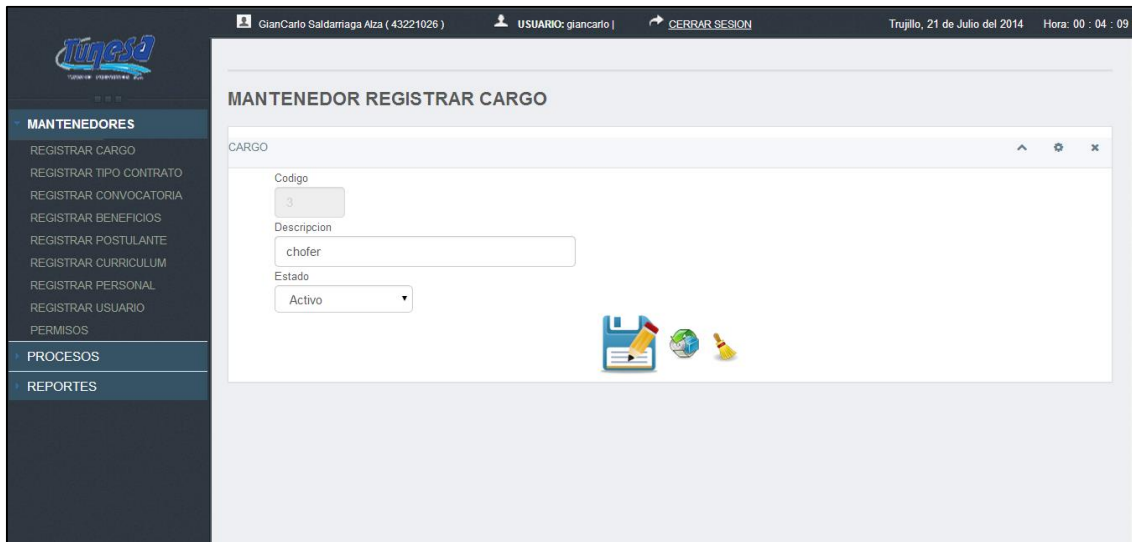 GianCarlo Saldarriaga Alza ( 43221026 ) USUARIO: giancarlo | CERRAR SESION Trujillo, 21 de Julio del 2014 Hora: 00 : 04 : 09
Tunesa
MANTENEDORES
REGISTRAR CARGO
REGISTRAR TIPO CONTRATO
REGISTRAR CONVOCATORIA
REGISTRAR BENEFICIOS
REGISTRAR POSTULANTE
REGISTRAR CURRICULUM
REGISTRAR PERSONAL
REGISTRAR USUARIO
PERMISOS
PROCESOS
REPORTES
MANTENEDOR REGISTRAR CARGO
CARGO
Codigo
3
Descripcion
chofer
Estado
Activo